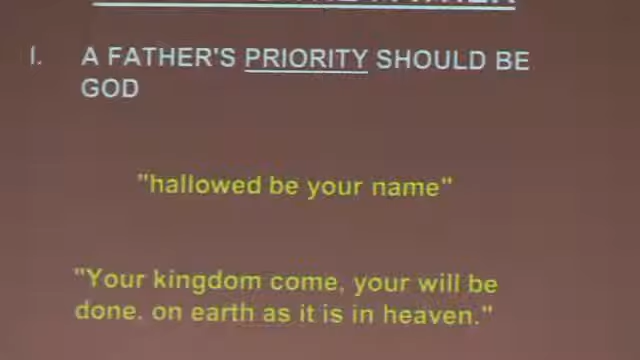 I. A FATHER'S PRIORITY SHOULD BE
GOD
"hallowed be your name"
"Your kingdom come, your will be
done, on earth as it is in heaven."